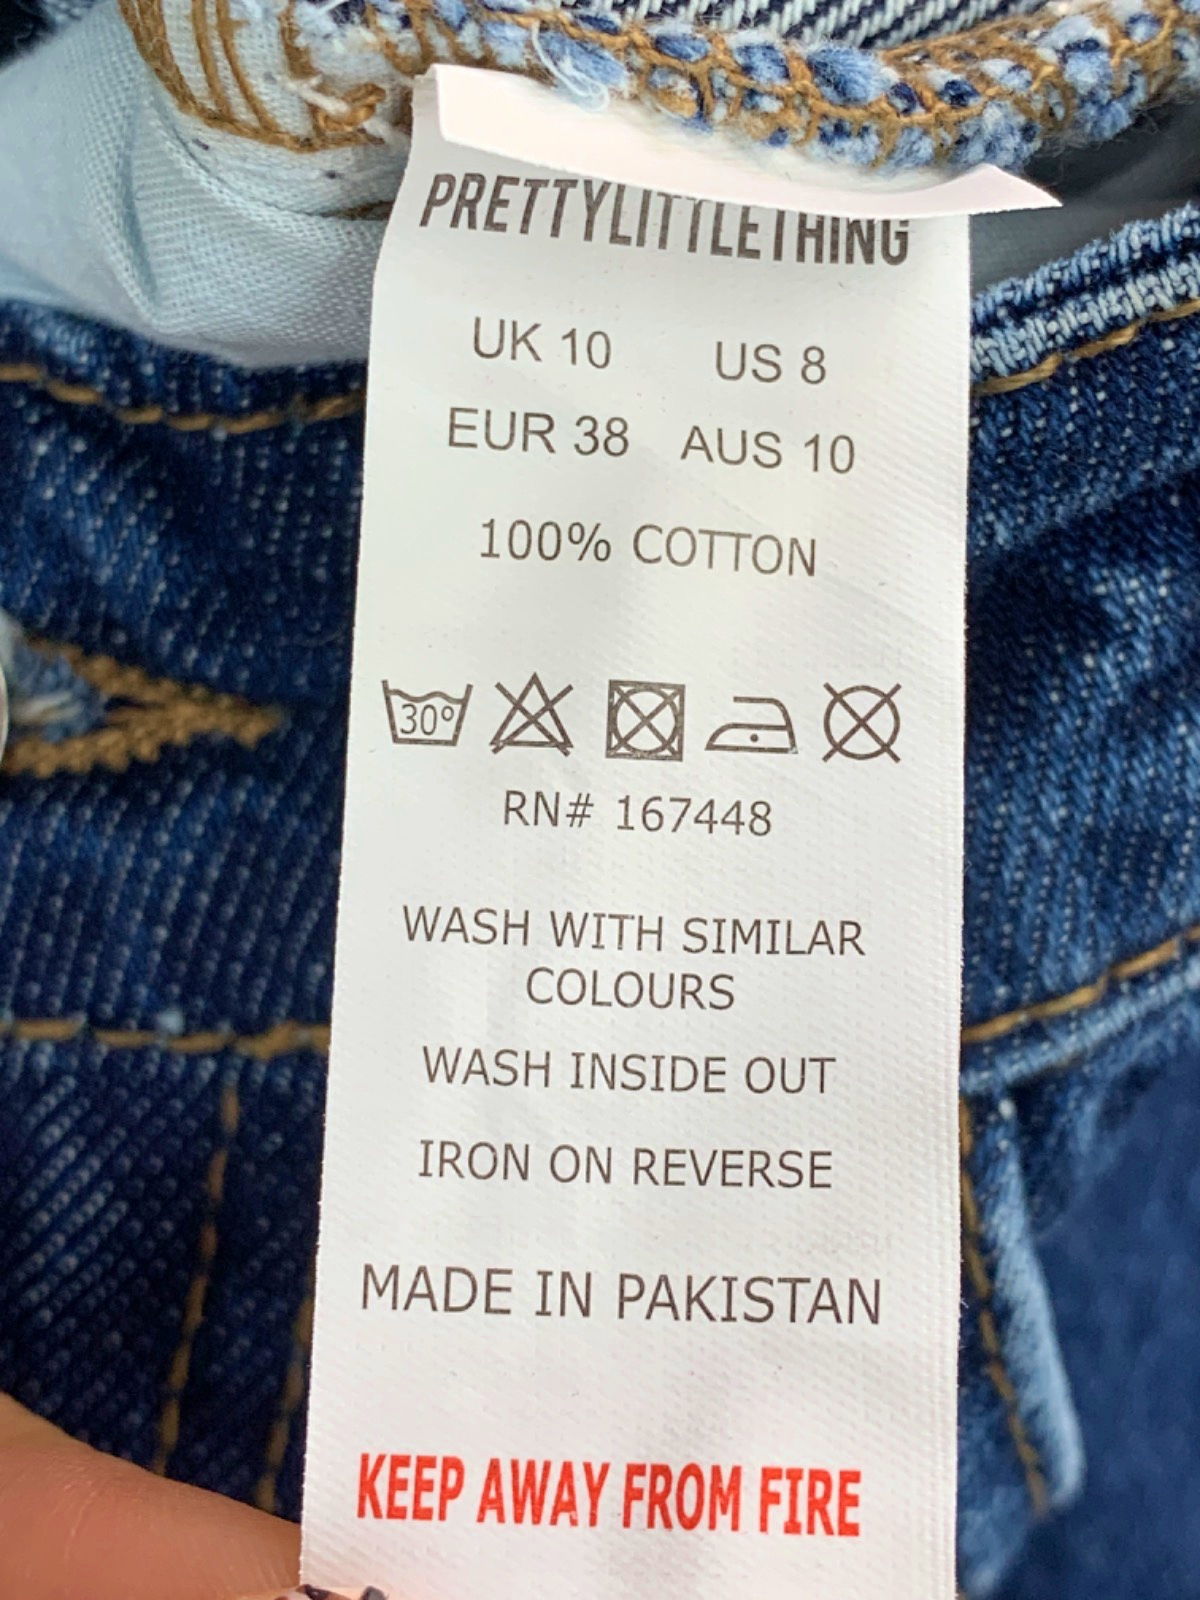 PRETTYLITTLETHING
UK 10 US 8
EUR 38 AUS 10
100% COTTON
30°
RN# 167448
WASH WITH SIMILAR
COLOURS
WASH INSIDE OUT
IRON ON REVERSE
MADE IN PAKISTAN
KEEP AWAY FROM FIRE